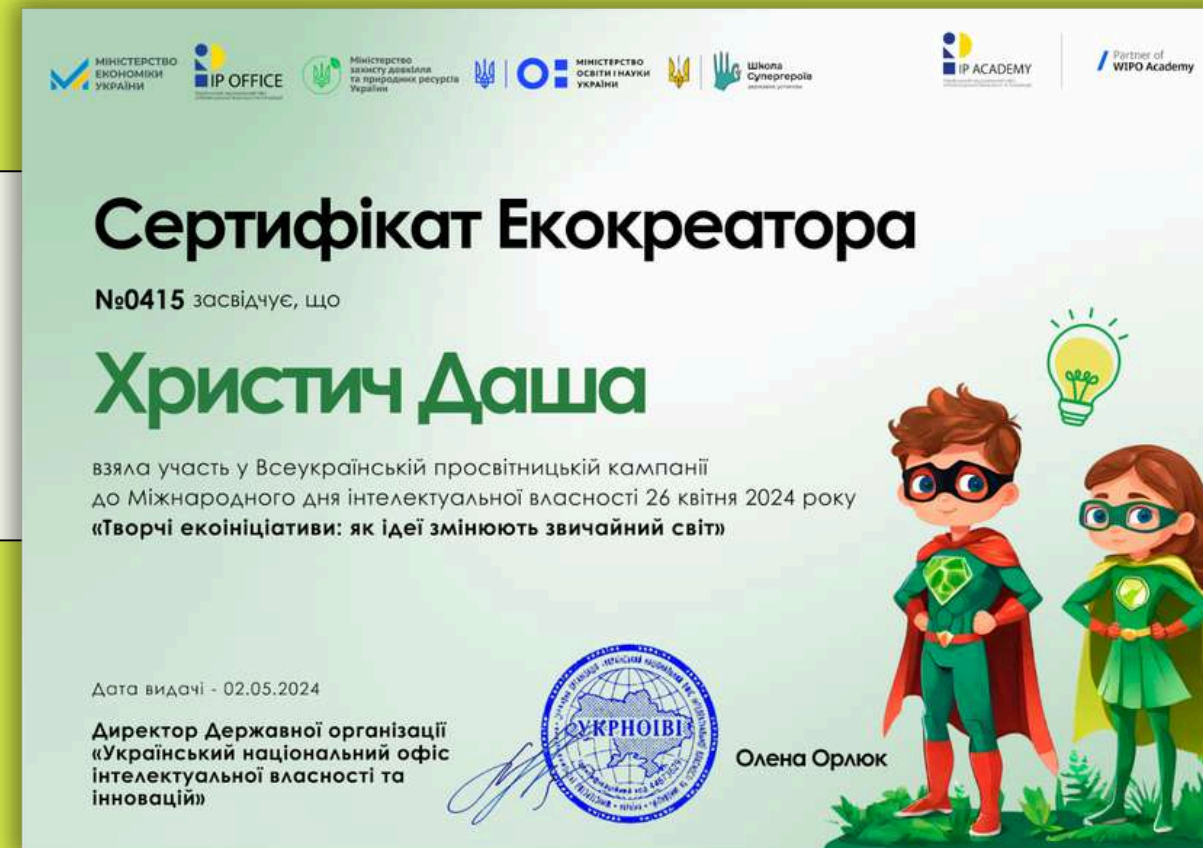 МІНІСТЕРСТВО
ЕКОНОМІКИ
УКРАЇНИ
IP OFFICE
Міністерство
захисту довкілля
та природних ресурсів
України
МІНІСТЕРСТВО
ОСВІТИ І НАУКИ
УКРАЇНИ
Школа
Супергероїв
державна установа
IP ACADEMY
Partner of
WIPO Academy
Сертифікат Екокреатора
№0415 засвідчує, що
Христич Даша
взяла участь у Всеукраїнській просвітницькій кампанії
до Міжнародного дня інтелектуальної власності 26 квітня 2024 року
«Творчі екоініціативи: як ідеї змінюють звичайний світ»
Дата видачі - 02.05.2024
Директор Державної організації
«Український національний офіс
інтелектуальної власності та
інновацій»
УКРНОІВІ
Олена Орлюк